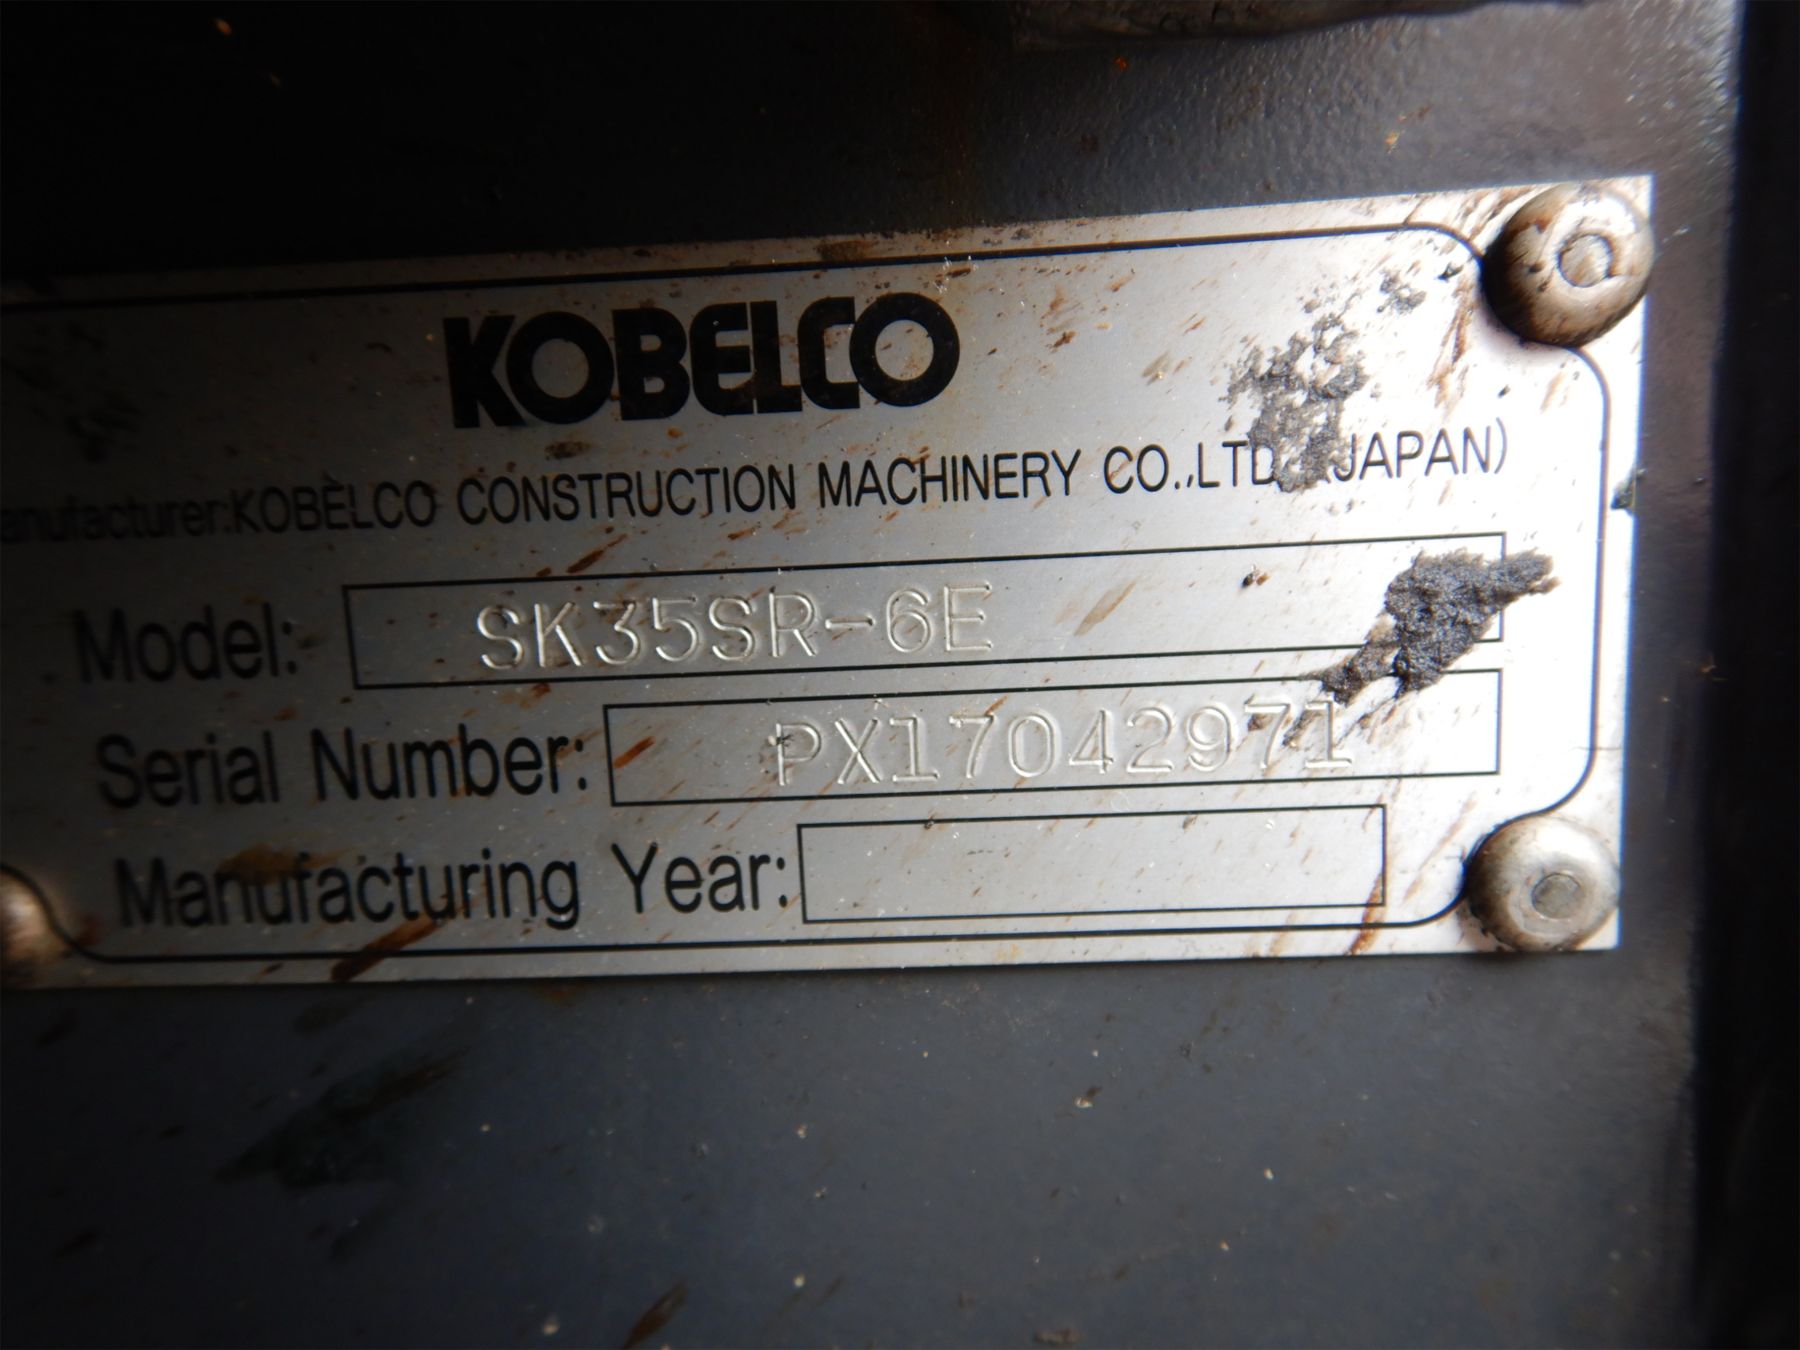 KOBELCO
anufacturer:KOBELCO CONSTRUCTION MACHINERY CO.,LTD. (JAPAN)
Model: SK35SR-6E
Serial Number: PX17042971
Manufacturing Year: